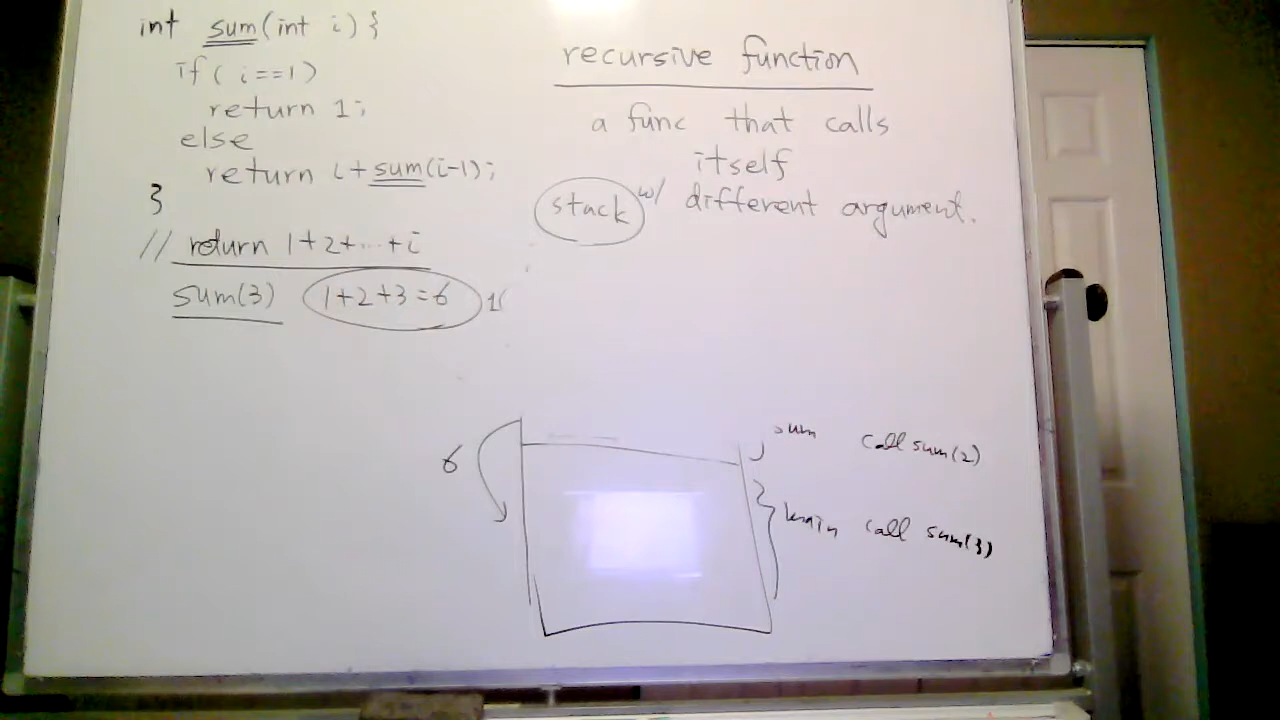 int sum(int i) {
if( i==1)
return 1;
else
return i+sum(i-1);
}
// return 1+2+...+i
sum(3) 1+2+3=6
recursive function
a func that calls
itself
stack w/ different argument.
6
sum call sum(2)
main call sum(3)